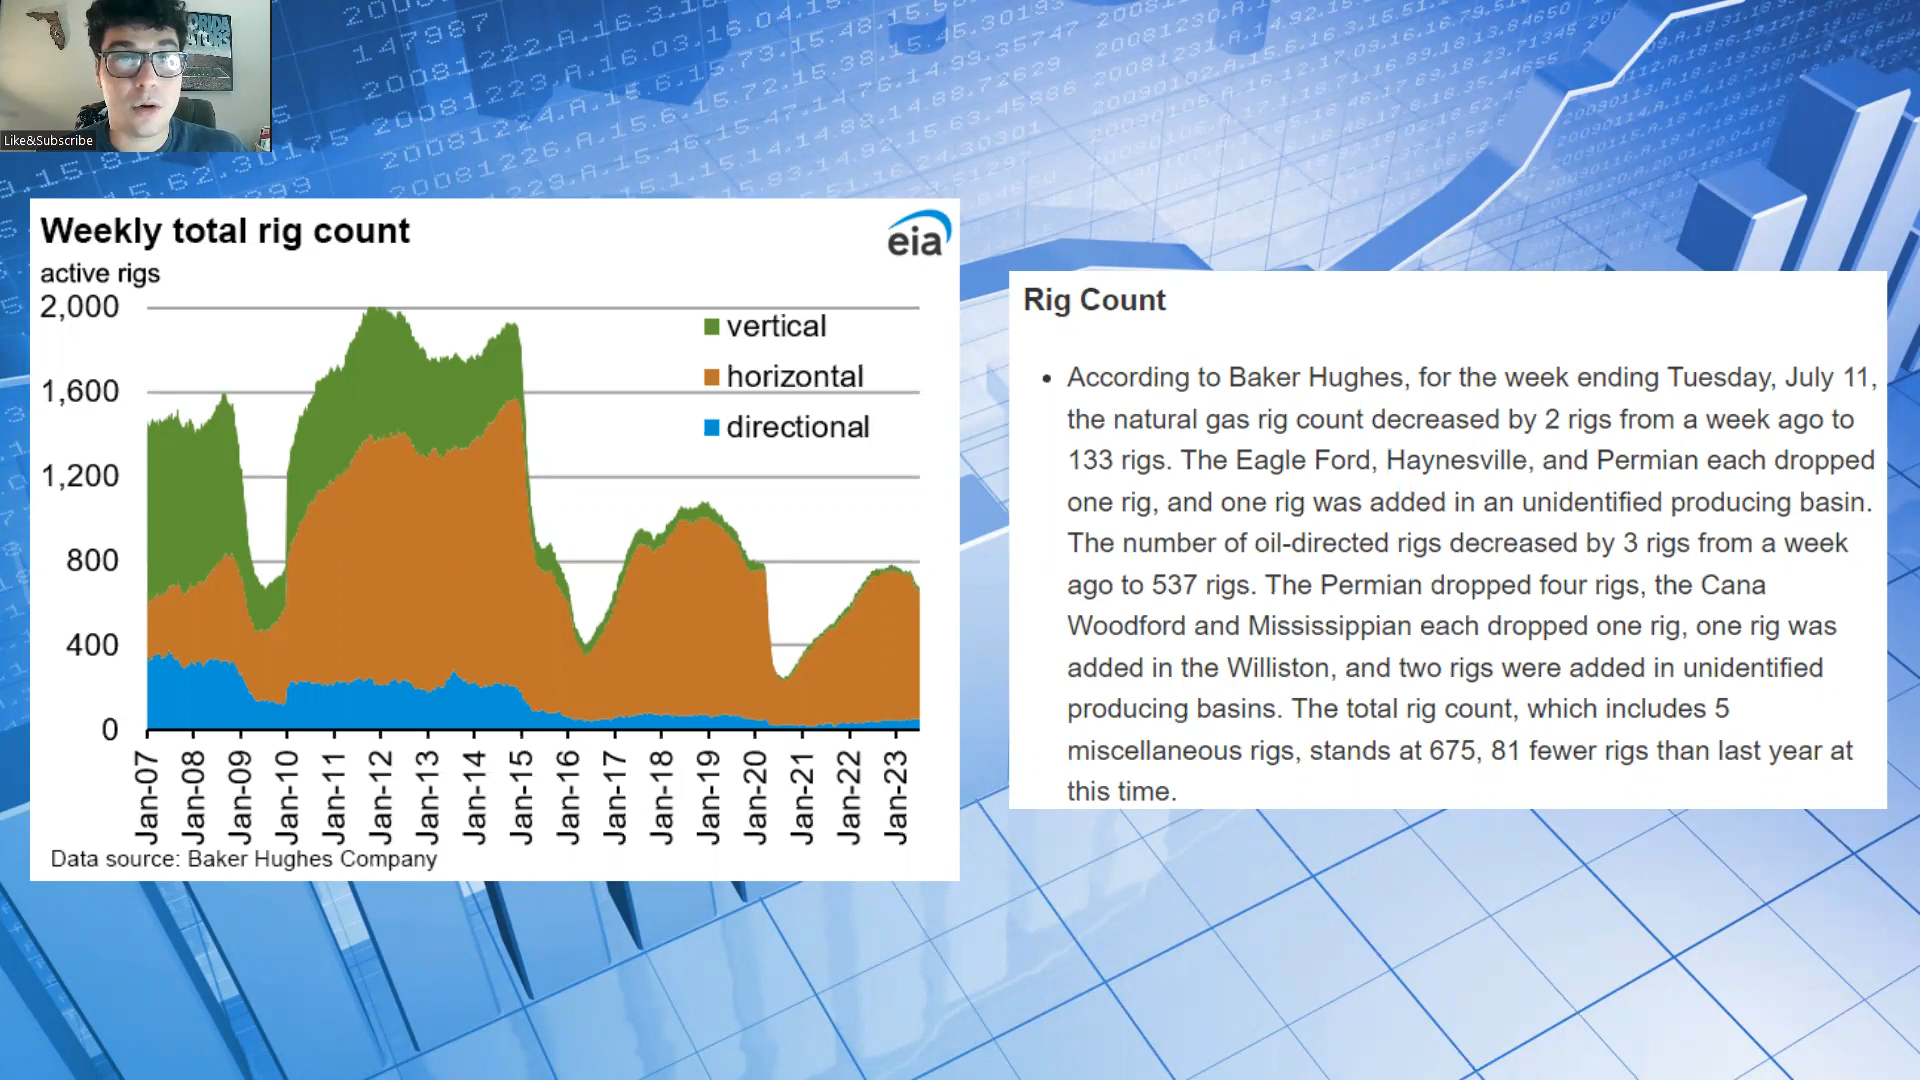 Like&Subscribe
Weekly total rig count
eia
active rigs
2,000
1,600
1,200
800
400
0
vertical
horizontal
directional
Jan-07
Jan-08
Jan-09
Jan-10
Jan-11
Jan-12
Jan-13
Jan-14
Jan-15
Jan-16
Jan-17
Jan-18
Jan-19
Jan-20
Jan-21
Jan-22
Jan-23
Data source: Baker Hughes Company
Rig Count
• According to Baker Hughes, for the week ending Tuesday, July 11,
the natural gas rig count decreased by 2 rigs from a week ago to
133 rigs. The Eagle Ford, Haynesville, and Permian each dropped
one rig, and one rig was added in an unidentified producing basin.
The number of oil-directed rigs decreased by 3 rigs from a week
ago to 537 rigs. The Permian dropped four rigs, the Cana
Woodford and Mississippian each dropped one rig, one rig was
added in the Williston, and two rigs were added in unidentified
producing basins. The total rig count, which includes 5
miscellaneous rigs, stands at 675, 81 fewer rigs than last year at
this time.